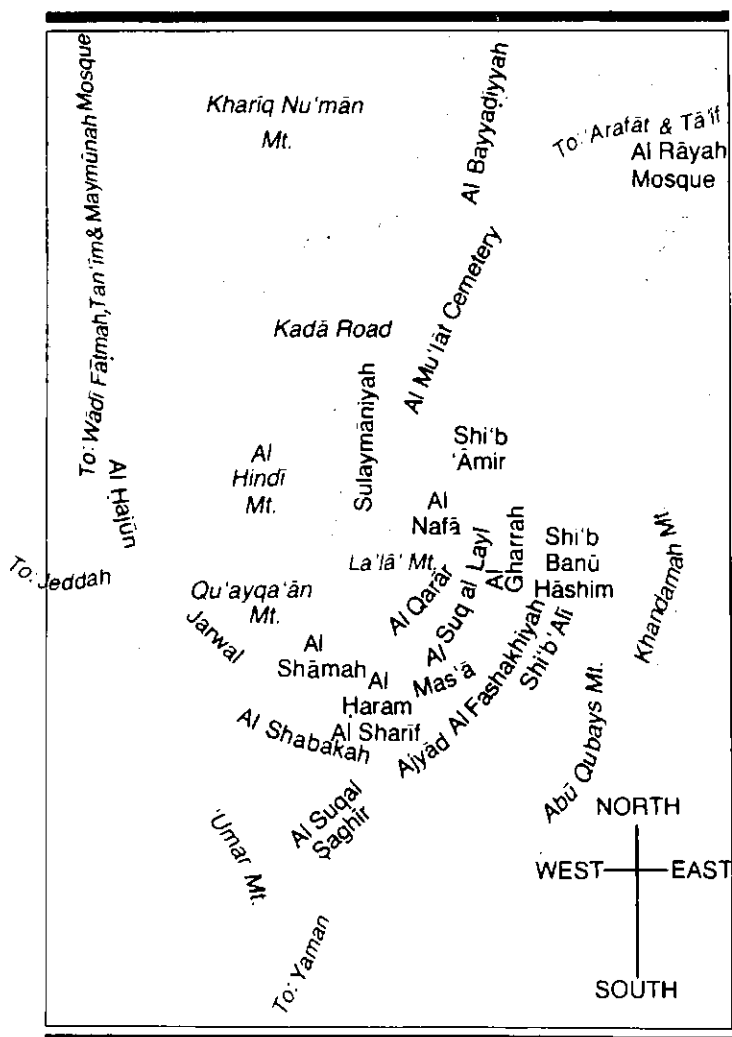 Kharīq Nu‘mān
Mt.
Al Bayyadiyyah
To: ‘Arafāt & Tā’if
Al Rāyah
Mosque
To: Wādī Fāṭmah, Tan‘īm & Maymūnah Mosque
Al Mu‘lāt Cemetery
Kadā Road
Sulaymāniyah
Shi‘b
‘Āmir
Al
Hindī
Mt.
Al Ḥajūn
Al
Nafā
Al Suq al Layl
Al
Gharrah
Shi‘b
Banū
Hāshim
Khandamah Mt.
To: Jeddah
La‘lā‘ Mt.
Qu‘ayqa‘ān
Mt.
Al Qarār
Jarwal
Al
Shāmah
Al
Ḥaram
Al Sharīf
Mas‘ā
Ajyād Al Fashakhiyah
Shi‘b ‘Alī
Al Shabakah
Abū Qubays Mt.
Al Suqal
Ṣaghīr
‘Umar Mt.
To: Yaman
NORTH
WEST EAST
SOUTH